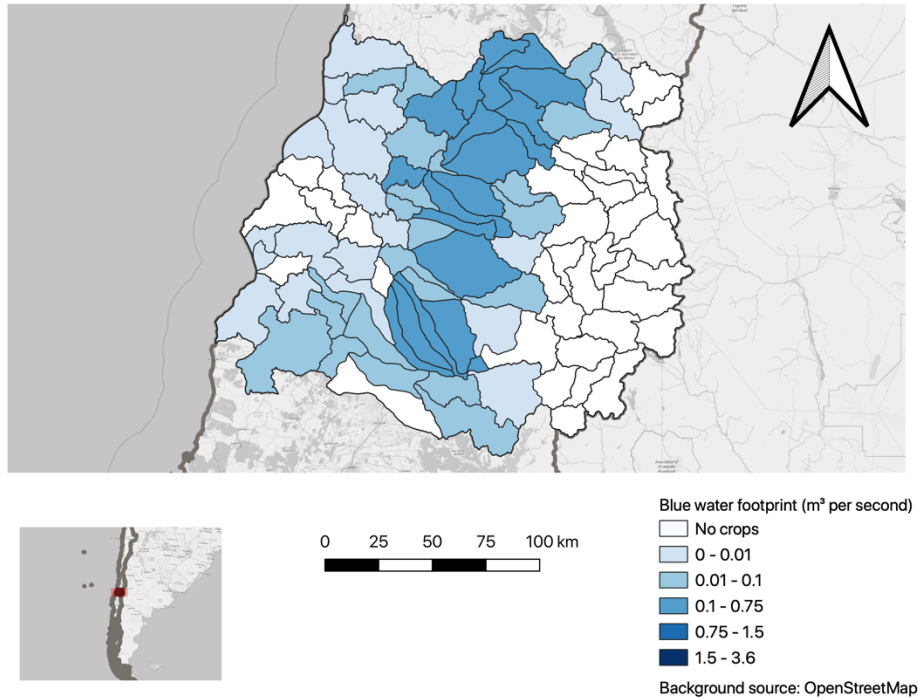 0 25 50 75 100 km
Blue water footprint (m³ per second)
No crops
0 - 0.01
0.01 - 0.1
0.1 - 0.75
0.75 - 1.5
1.5 - 3.6
Background source: OpenStreetMap